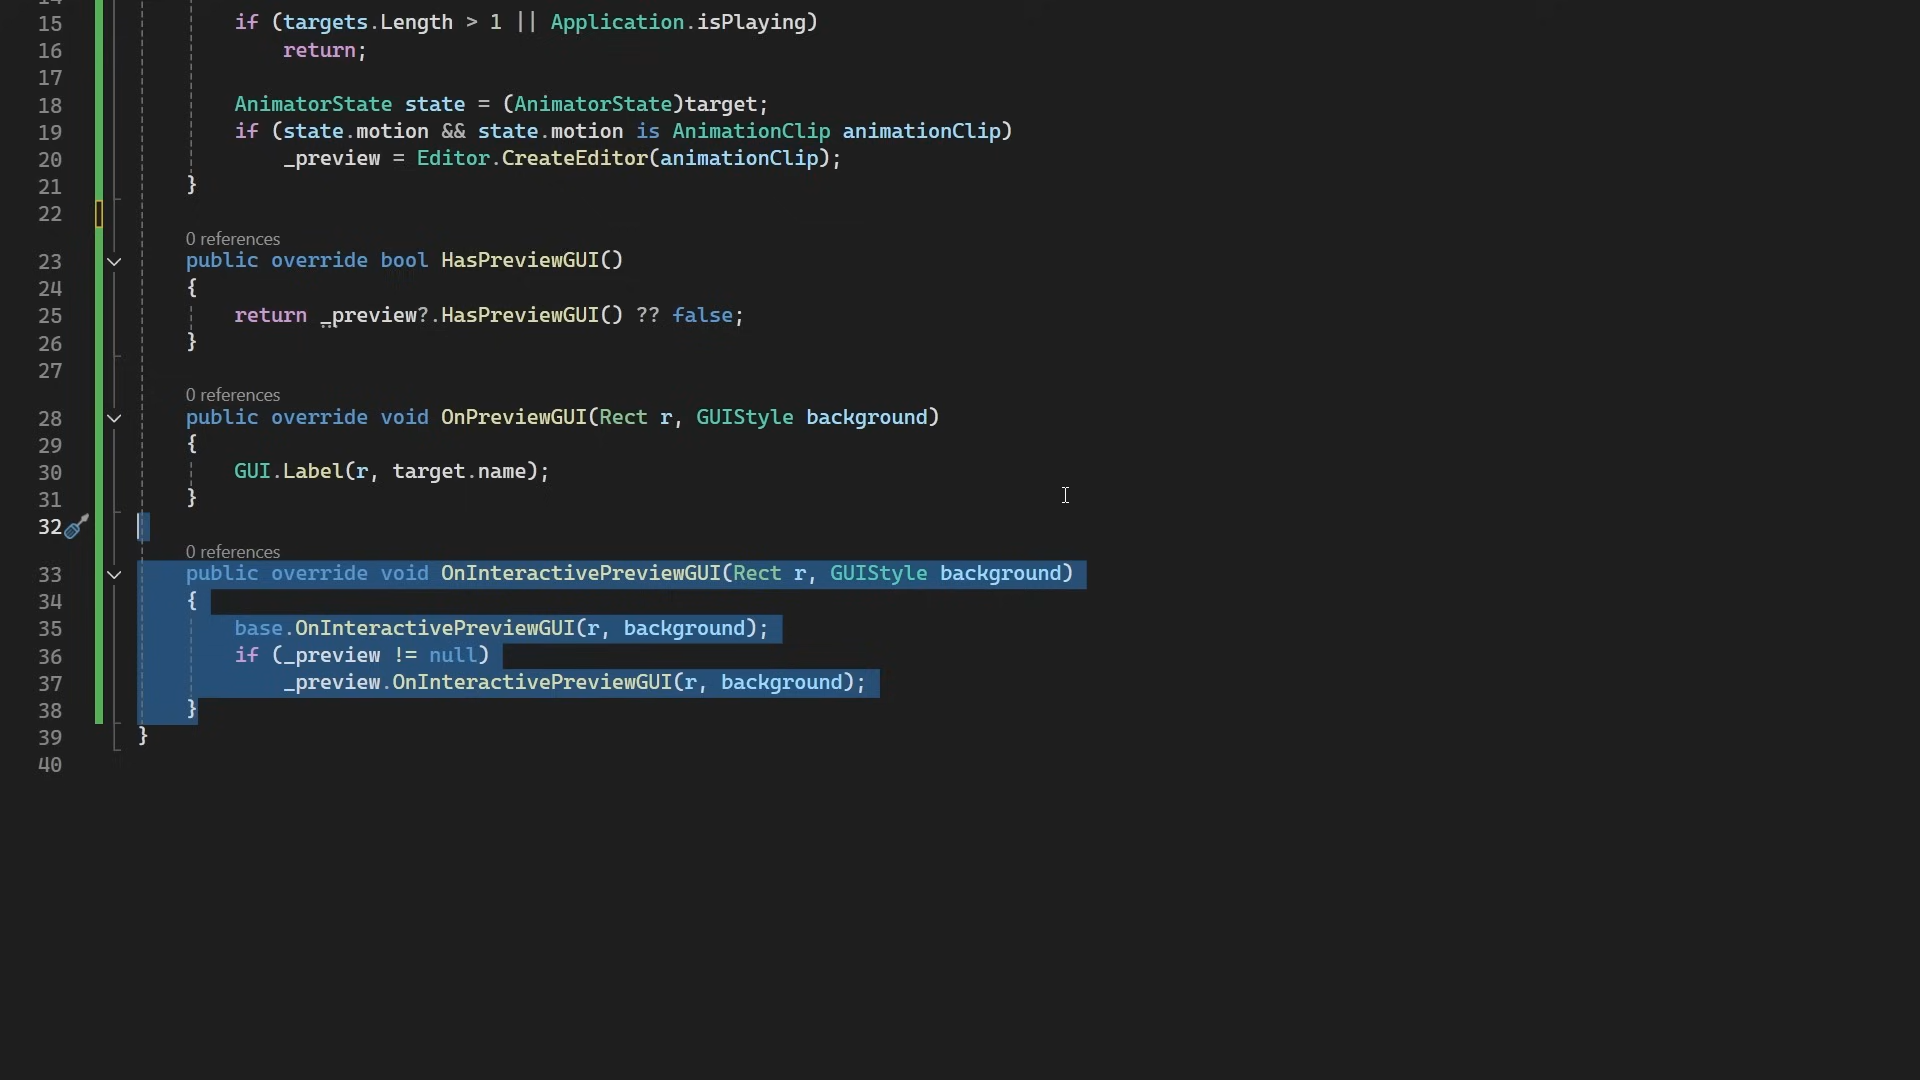 14
15 if (targets.Length > 1 || Application.isPlaying)
16 return;
17
18 AnimatorState state = (AnimatorState)target;
19 if (state.motion && state.motion is AnimationClip animationClip)
20 _preview = Editor.CreateEditor(animationClip);
21 }
22
0 references
23 public override bool HasPreviewGUI()
24 {
25 return _preview?.HasPreviewGUI() ?? false;
26 }
27
0 references
28 public override void OnPreviewGUI(Rect r, GUIStyle background)
29 {
30 GUI.Label(r, target.name);
31 }
32
0 references
33 public override void OnInteractivePreviewGUI(Rect r, GUIStyle background)
34 {
35 base.OnInteractivePreviewGUI(r, background);
36 if (_preview != null)
37 _preview.OnInteractivePreviewGUI(r, background);
38 }
39 }
40